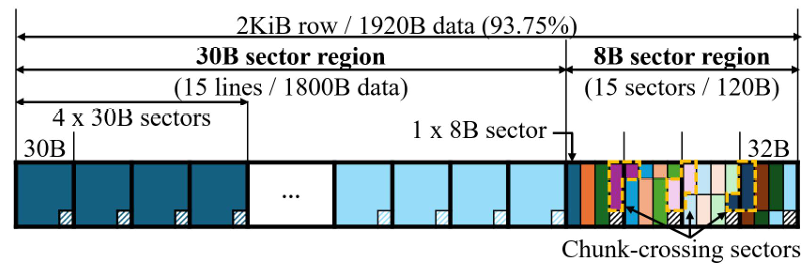 2KiB row / 1920B data (93.75%)
30B sector region
8B sector region
(15 lines / 1800B data)
(15 sectors / 120B)
4 x 30B sectors
1 x 8B sector
30B
...
32B
Chunk-crossing sectors